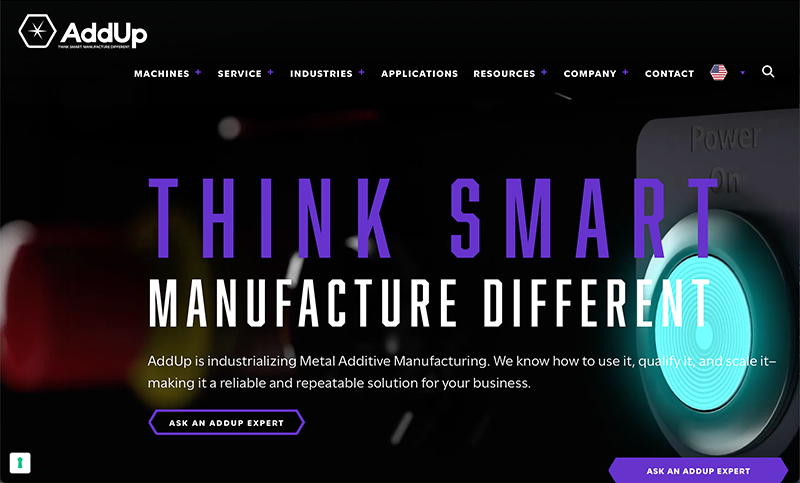 AddUp
THINK SMART. MANUFACTURE DIFFERENT.
MACHINES + SERVICE + INDUSTRIES + APPLICATIONS RESOURCES + COMPANY + CONTACT
Power
On
THINK SMART
MANUFACTURE DIFFERENT
AddUp is industrializing Metal Additive Manufacturing. We know how to use it, qualify it, and scale it–
making it a reliable and repeatable solution for your business.
ASK AN ADDUP EXPERT
ASK AN ADDUP EXPERT